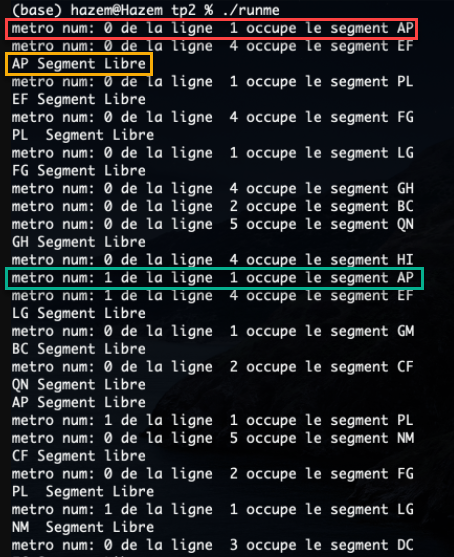 (base) hazem@Hazem tp2 % ./runme
metro num: 0 de la ligne  1 occupe le segment AP
metro num: 0 de la ligne  4 occupe le segment EF
AP Segment Libre
metro num: 0 de la ligne  1 occupe le segment PL
EF Segment Libre
metro num: 0 de la ligne  4 occupe le segment FG
PL  Segment Libre
metro num: 0 de la ligne  1 occupe le segment LG
FG Segment Libre
metro num: 0 de la ligne  4 occupe le segment GH
metro num: 0 de la ligne  2 occupe le segment BC
metro num: 0 de la ligne  5 occupe le segment QN
GH Segment Libre
metro num: 0 de la ligne  4 occupe le segment HI
metro num: 1 de la ligne  1 occupe le segment AP
metro num: 1 de la ligne  4 occupe le segment EF
LG Segment Libre
metro num: 0 de la ligne  1 occupe le segment GM
BC Segment Libre
metro num: 0 de la ligne  2 occupe le segment CF
QN Segment Libre
AP Segment Libre
metro num: 1 de la ligne  1 occupe le segment PL
metro num: 0 de la ligne  5 occupe le segment NM
CF Segment libre
metro num: 0 de la ligne  2 occupe le segment FG
PL  Segment Libre
metro num: 1 de la ligne  1 occupe le segment LG
NM  Segment Libre
metro num: 0 de la ligne  3 occupe le segment DC